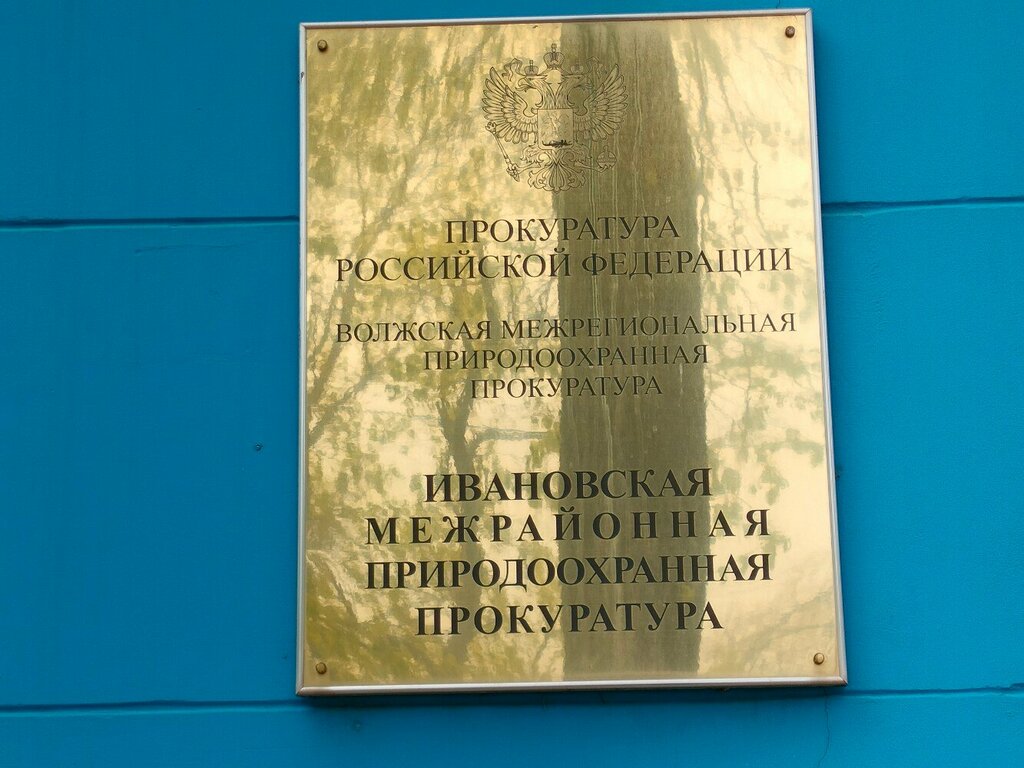 ПРОКУРАТУРА
РОССИЙСКОЙ ФЕДЕРАЦИИ
ВОЛЖСКАЯ МЕЖРЕГИОНАЛЬНАЯ
ПРИРОДООХРАННАЯ
ПРОКУРАТУРА
ИВАНОВСКАЯ
МЕЖРАЙОННАЯ
ПРИРОДООХРАННАЯ
ПРОКУРАТУРА